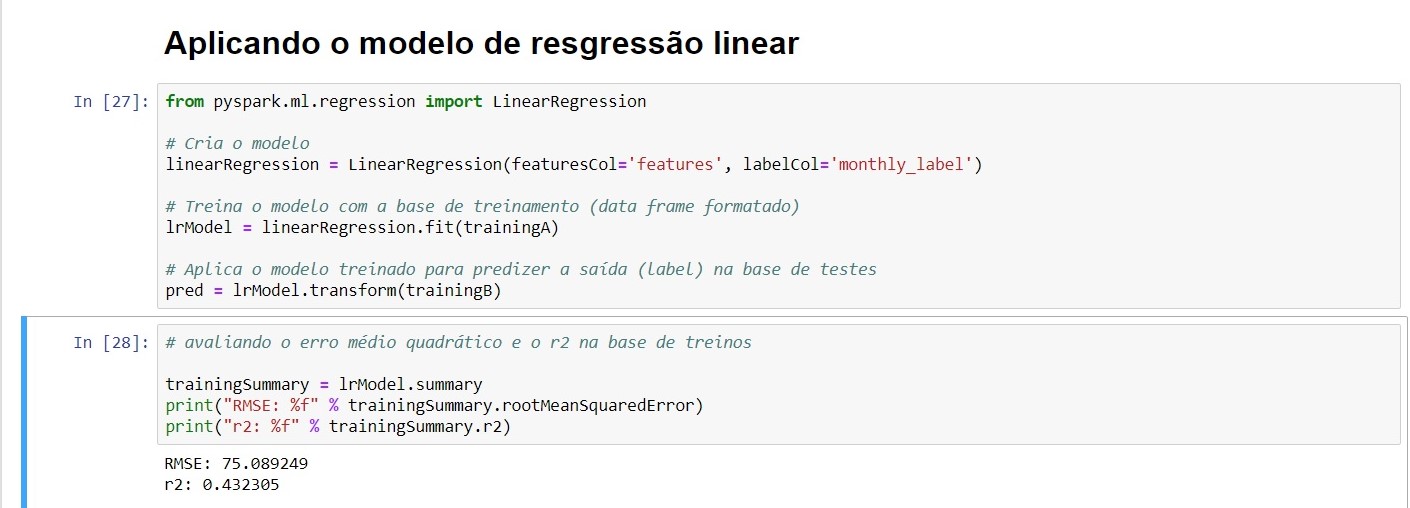 Aplicando o modelo de resgressão linear
In [27]: from pyspark.ml.regression import LinearRegression
# Cria o modelo
linearRegression = LinearRegression(featuresCol='features', labelCol='monthly_label')
# Treina o modelo com a base de treinamento (data frame formatado)
lrModel = linearRegression.fit(trainingA)
# Aplica o modelo treinado para predizer a saída (label) na base de testes
pred = lrModel.transform(trainingB)
In [28]: # avaliando o erro médio quadrático e o r2 na base de treinos
trainingSummary = lrModel.summary
print("RMSE: %f" % trainingSummary.rootMeanSquaredError)
print("r2: %f" % trainingSummary.r2)
RMSE: 75.089249
r2: 0.432305